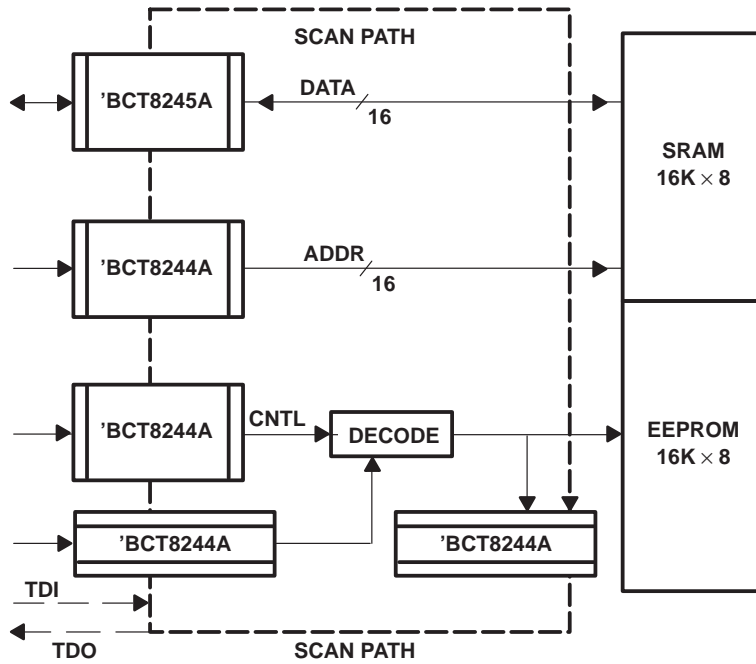 SCAN PATH
’BCT8245A
DATA
16
SRAM
16K × 8
’BCT8244A
ADDR
16
’BCT8244A
CNTL
DECODE
EEPROM
16K × 8
’BCT8244A
’BCT8244A
TDI
TDO
SCAN PATH